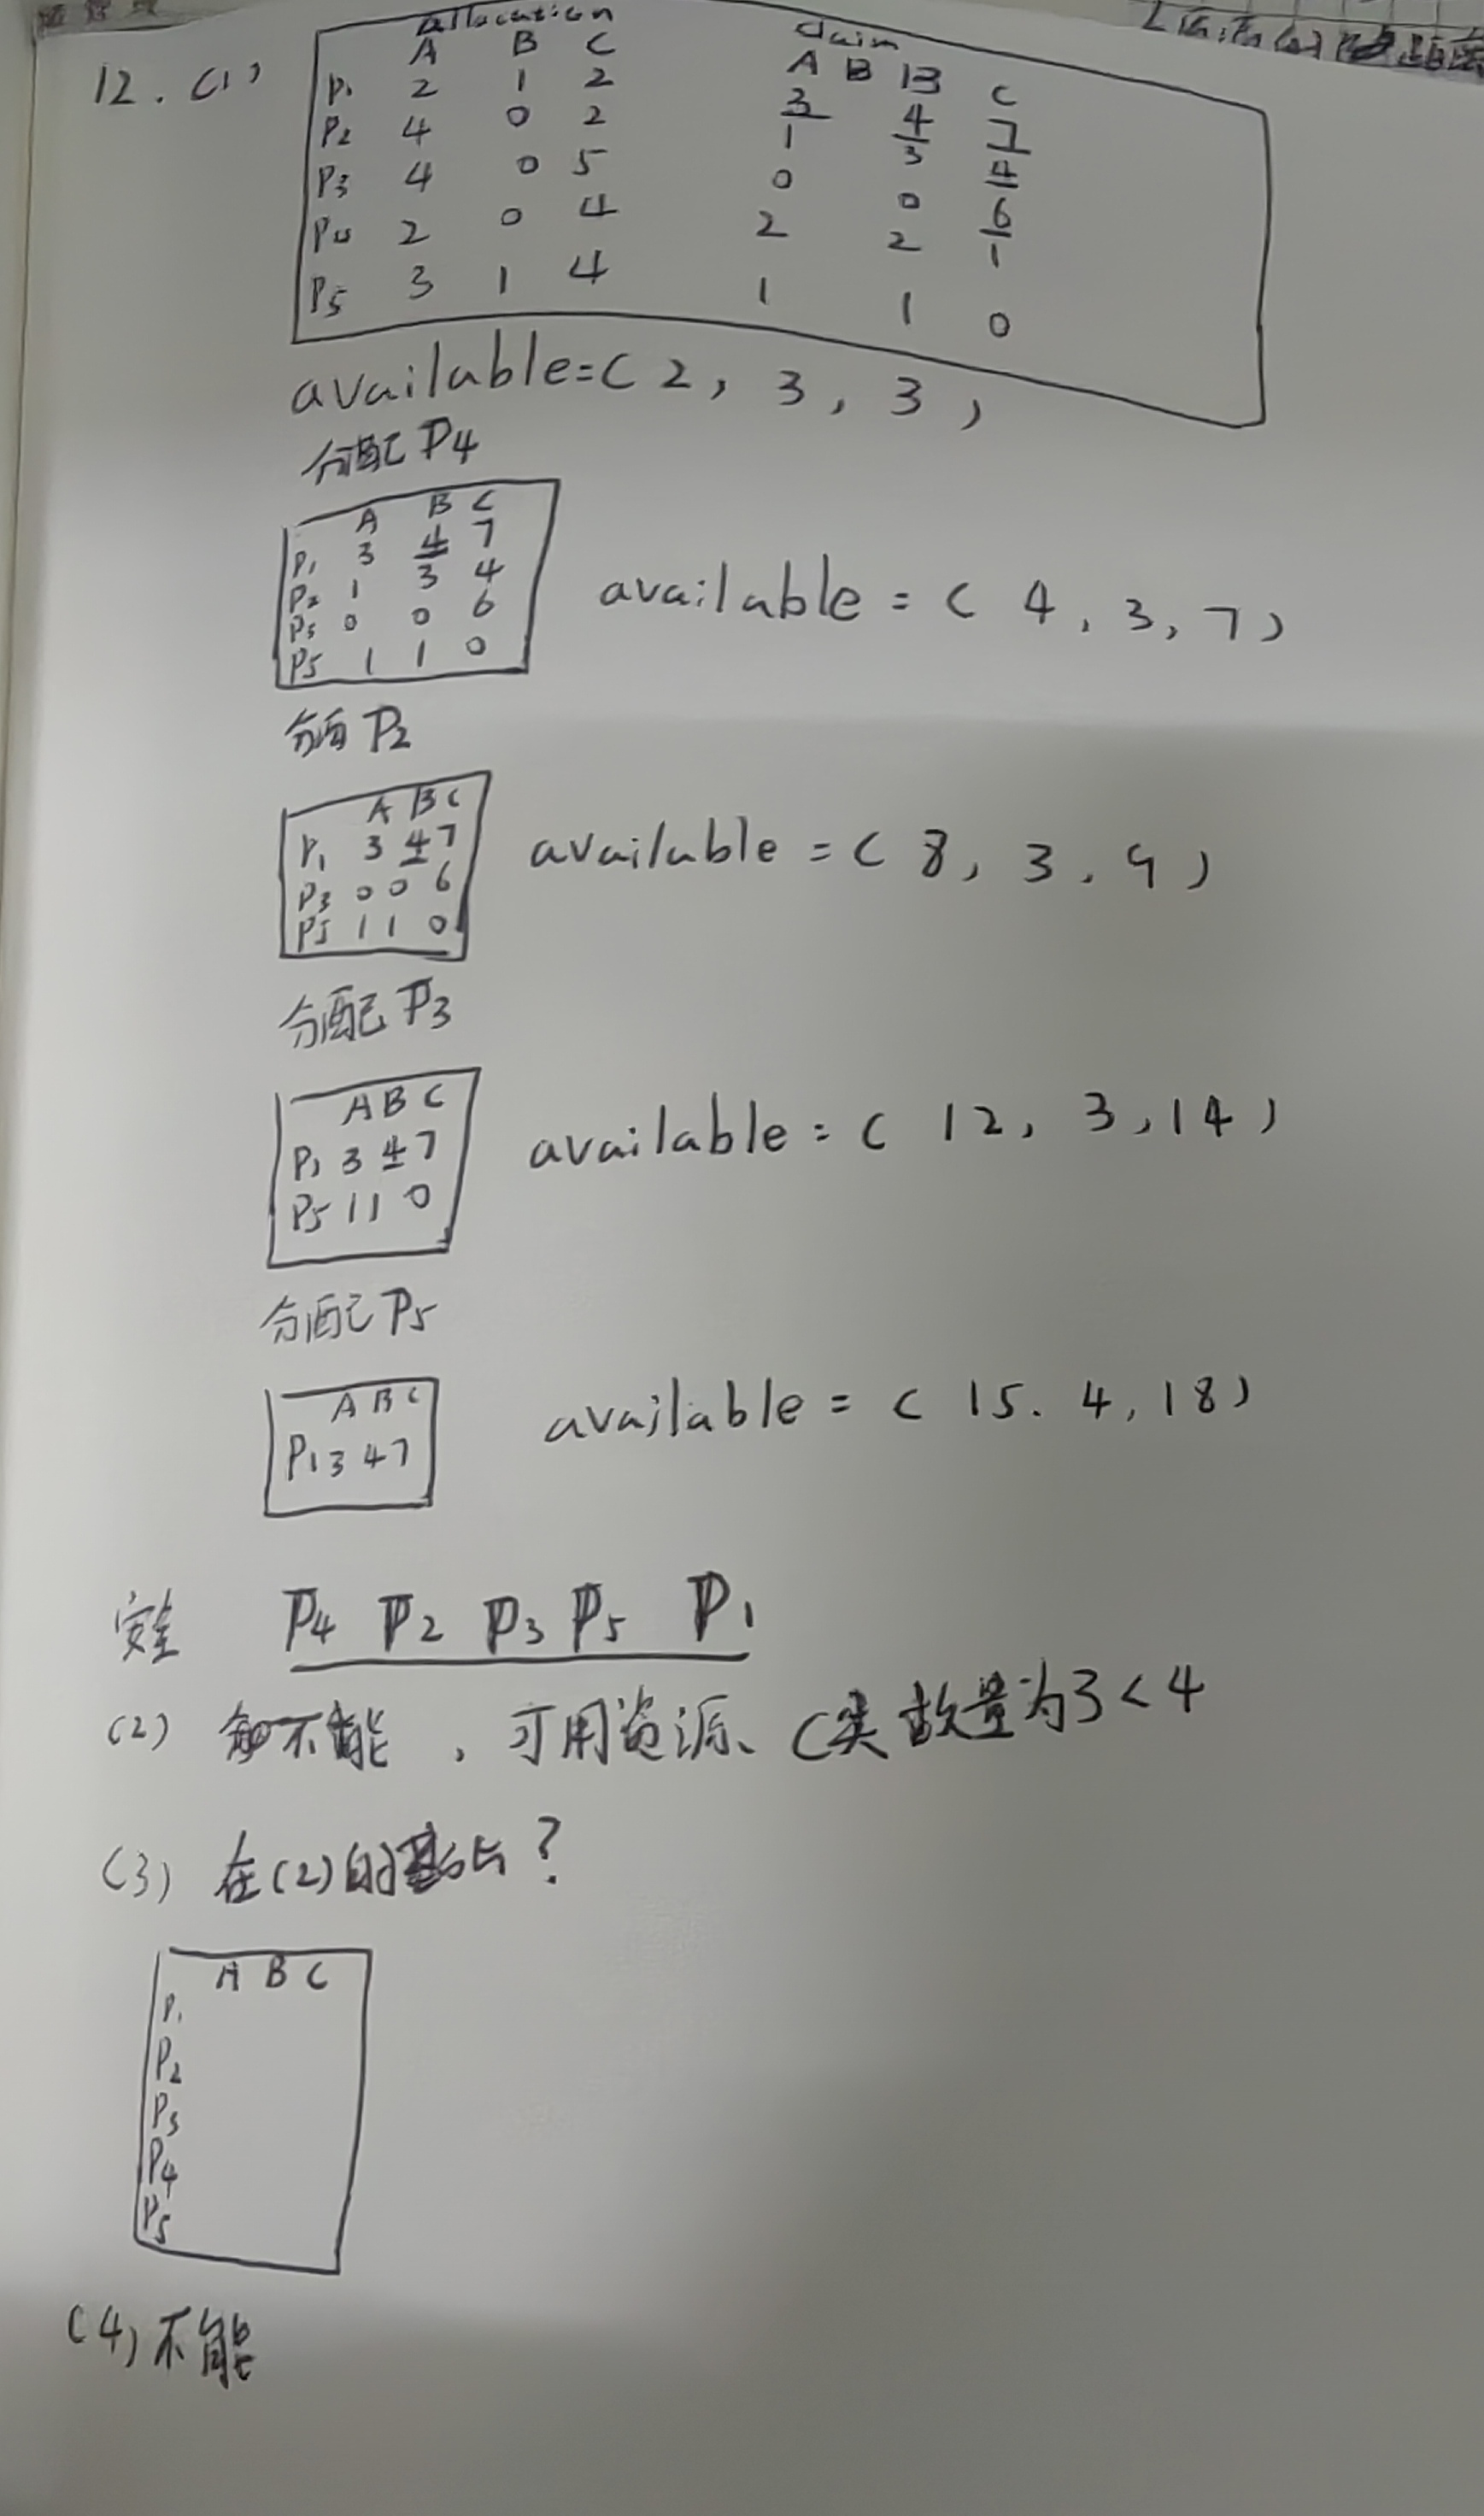 12. (1)
Allocation Claim
A B C A B B C
P1 2 1 2 3 4 7
P2 4 0 2 1 3 4
P3 4 0 5 0 0 6
P4 2 0 4 2 2 1
P5 3 1 4 1 1 0
available=( 2, 3, 3 )
分配P4
A B C
P1 3 4 7
P2 1 3 4
P3 0 0 6
P5 1 1 0
available = ( 4, 3, 7 )
分配 P2
A B C
P1 3 4 7
P3 0 0 6
P5 1 1 0
available = ( 8, 3, 9 )
分配 P3
A B C
P1 3 4 7
P5 1 1 0
available = ( 12, 3, 14 )
分配 P5
A B C
P1 3 4 7
available = ( 15. 4, 18 )
安全 P4 P2 P3 P5 P1
(2) 不能, 可用资源、C类数量为3<4
(3) 在(2)的基础上?
A B C
P1
P2
P3
P4
P5
(4) 不能